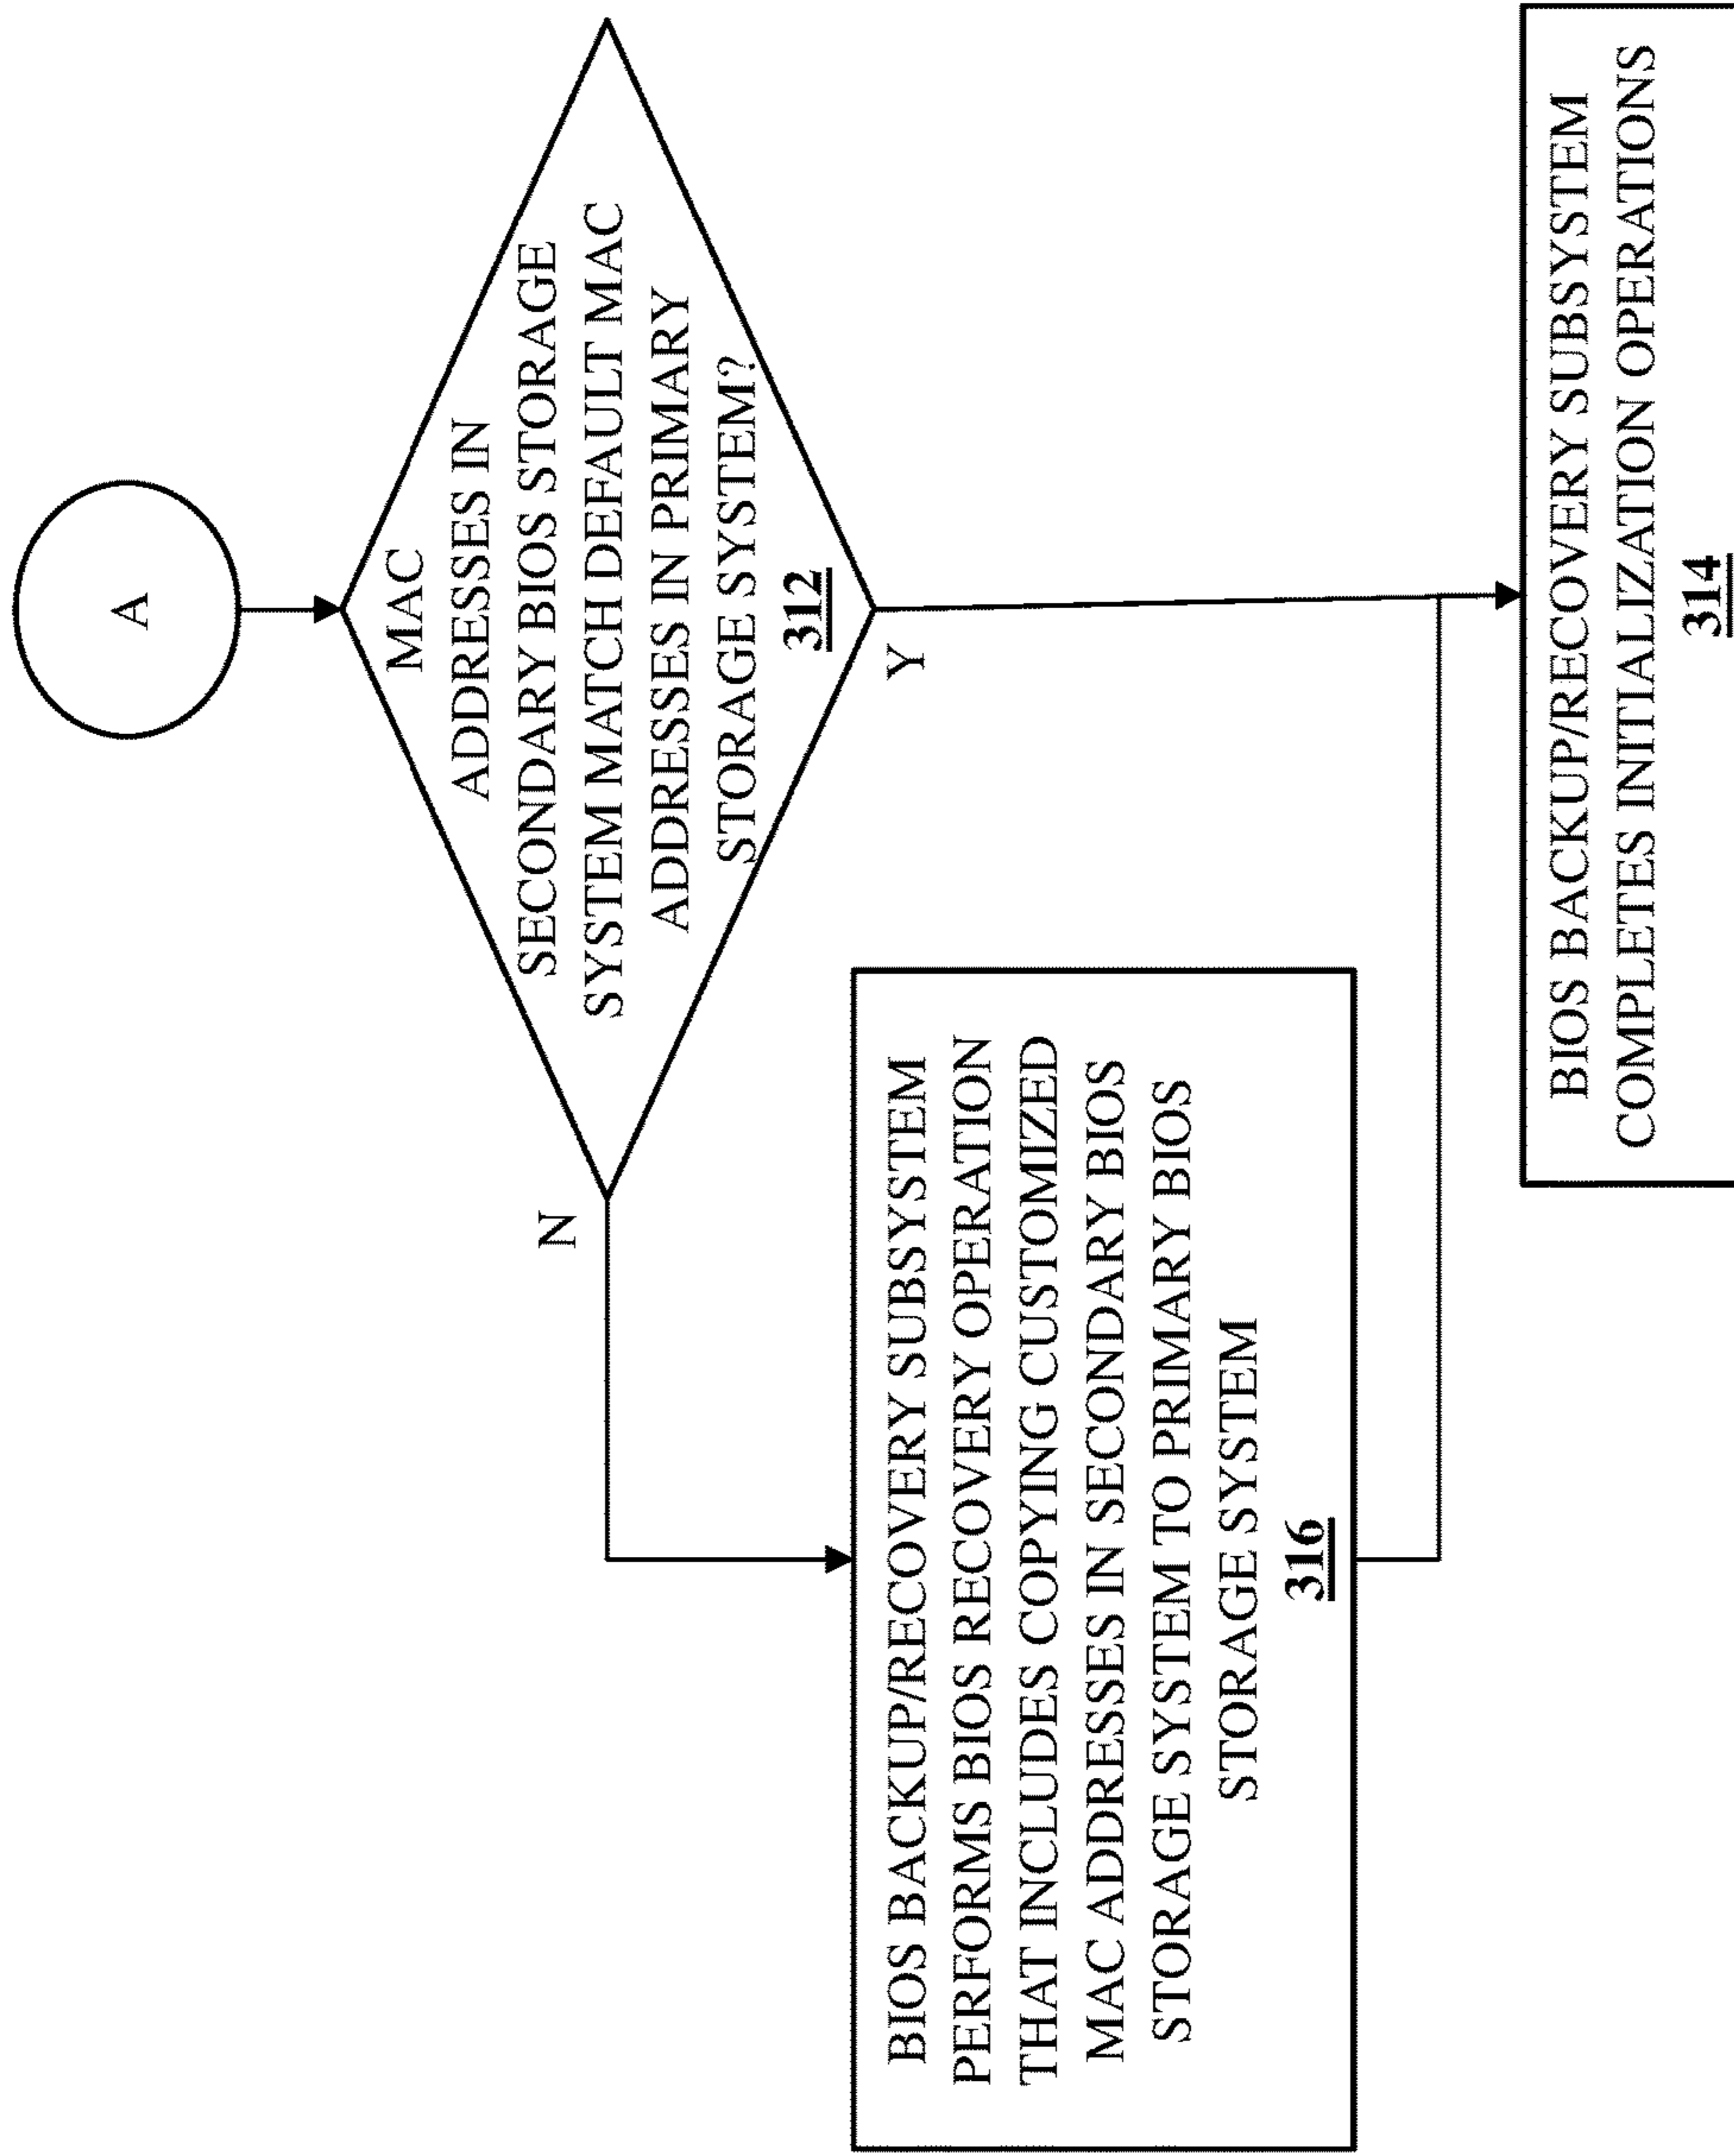 A
MAC
ADDRESSES IN
SECONDARY BIOS STORAGE
SYSTEM MATCH DEFAULT MAC
ADDRESSES IN PRIMARY
STORAGE SYSTEM?
312
N
Y
BIOS BACKUP/RECOVERY SUBSYSTEM
PERFORMS BIOS RECOVERY OPERATION
THAT INCLUDES COPYING CUSTOMIZED
MAC ADDRESSES IN SECONDARY BIOS
STORAGE SYSTEM TO PRIMARY BIOS
STORAGE SYSTEM
316
BIOS BACKUP/RECOVERY SUBSYSTEM
COMPLETES INITIALIZATION OPERATIONS
314